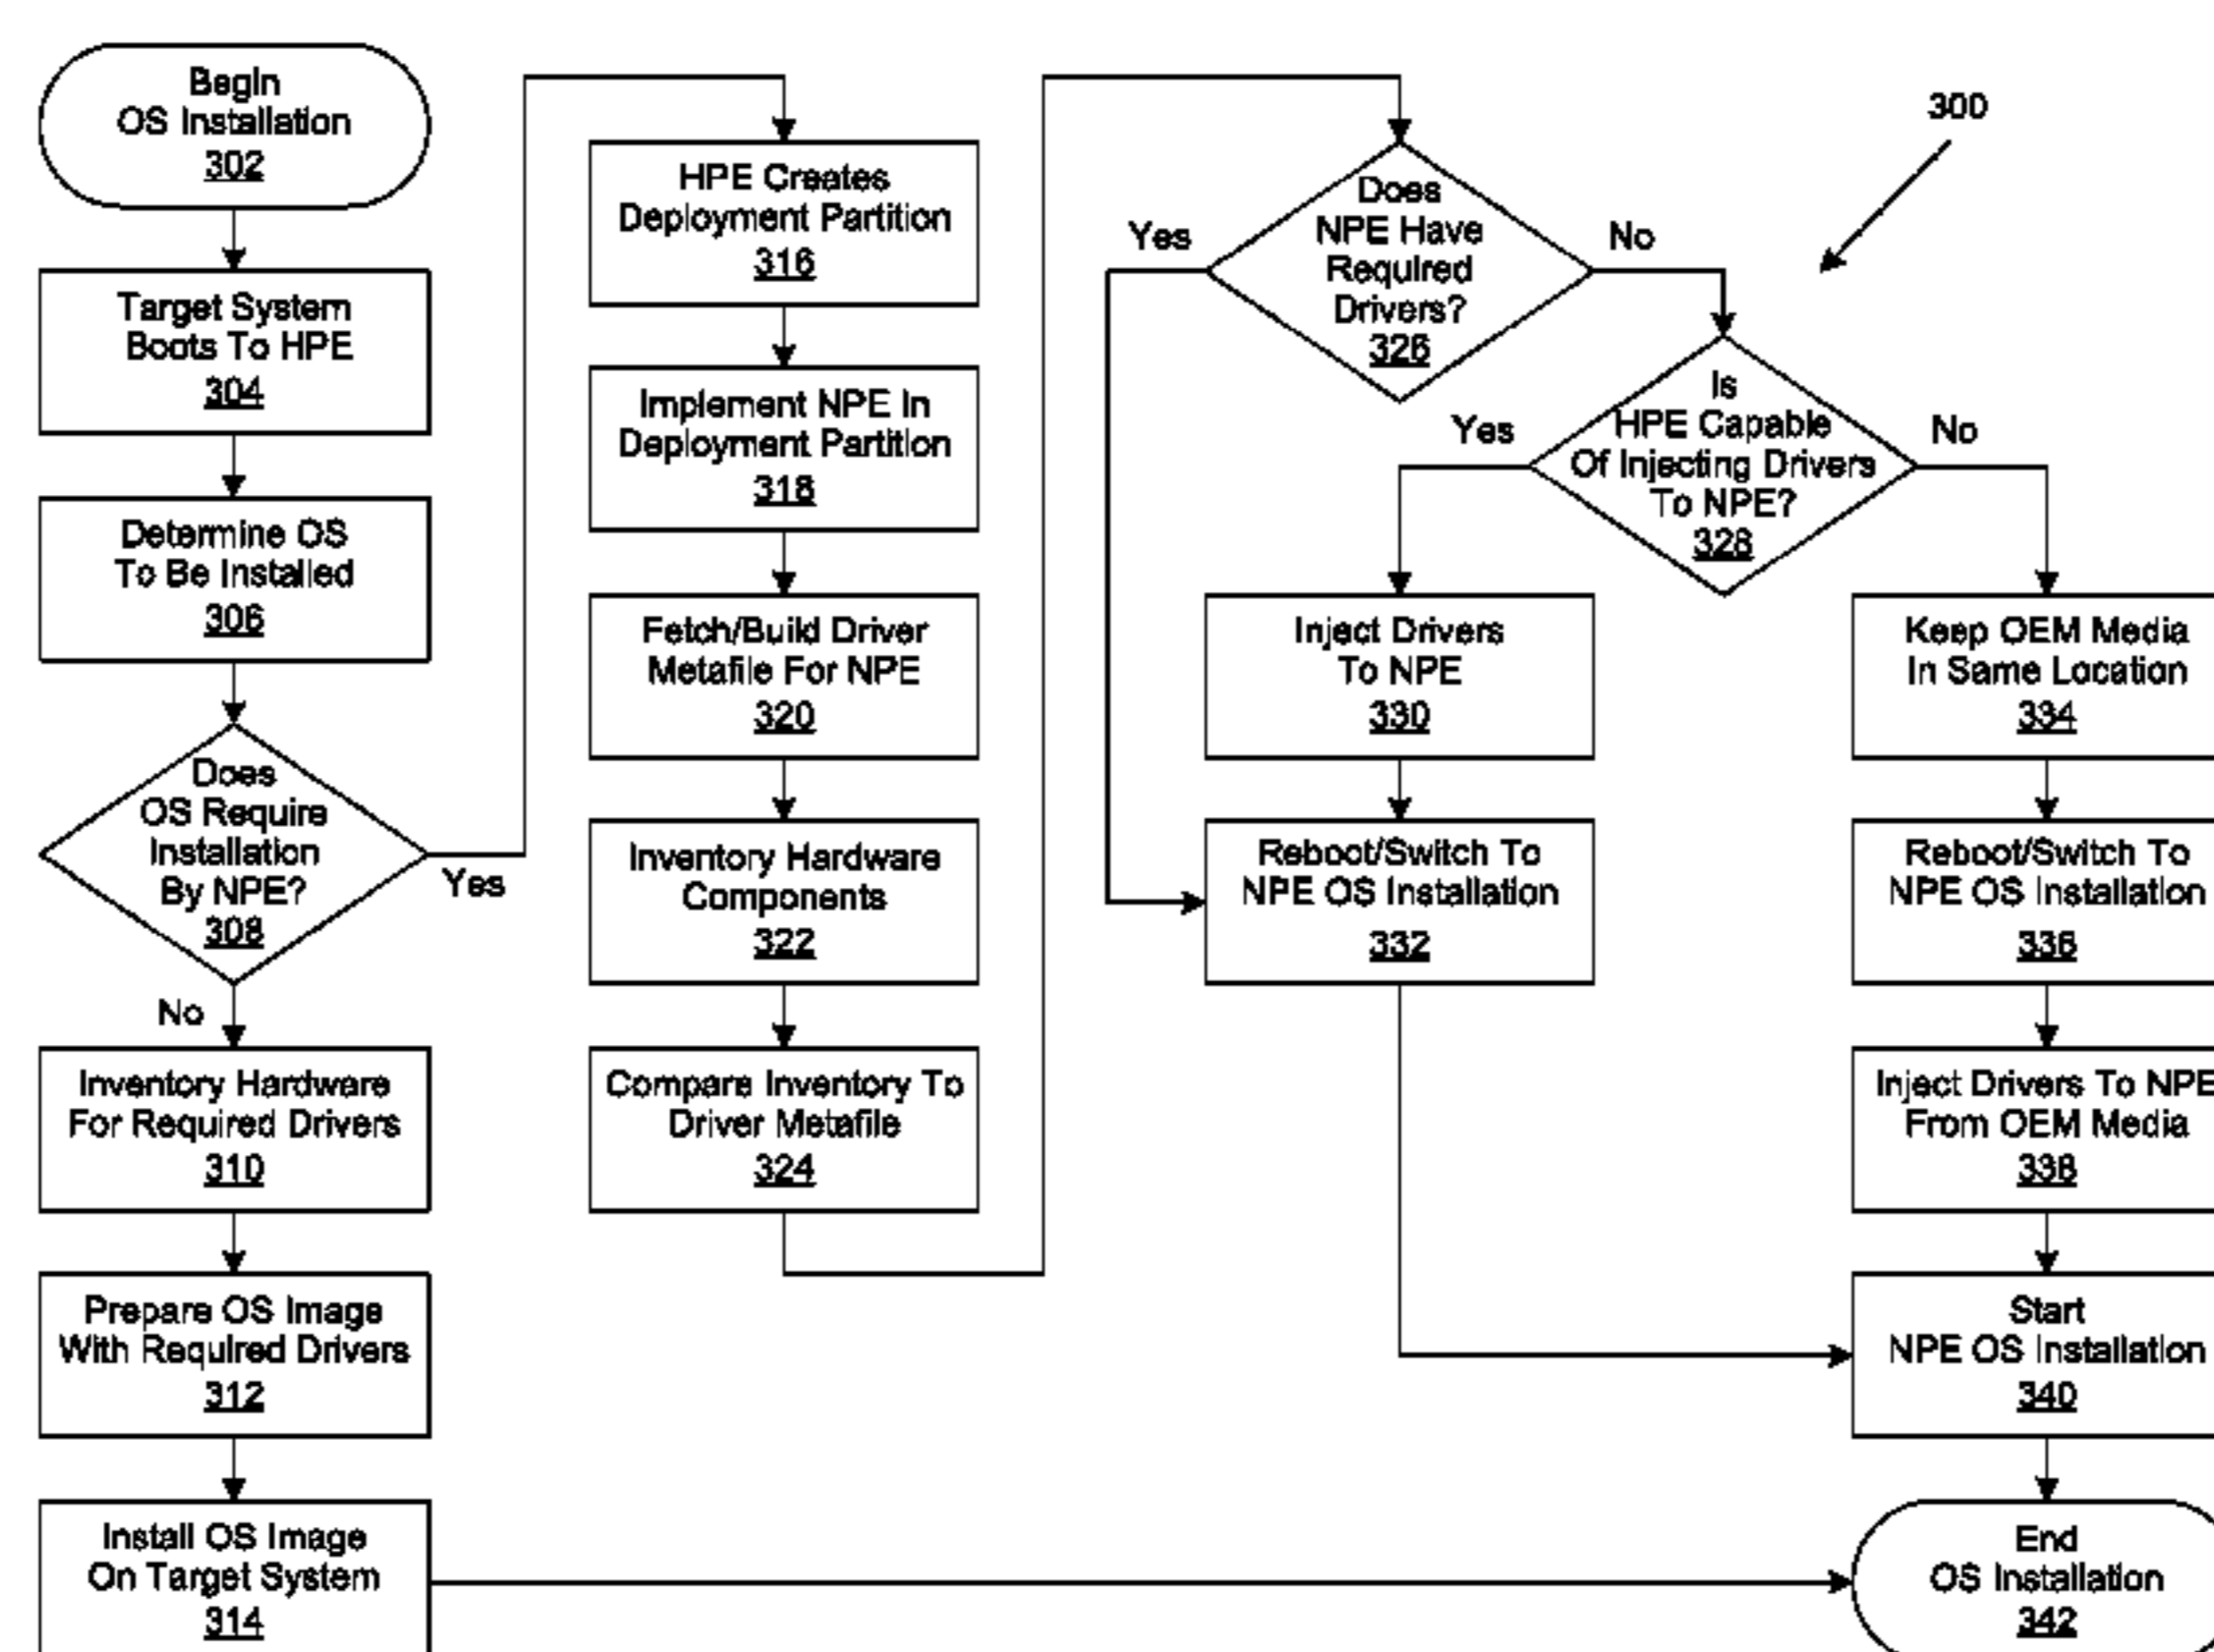 Begin
OS Installation
302
Target System
Boots To HPE
304
Determine OS
To Be Installed
306
Does
OS Require
Installation
By NPE?
308
Yes
No
Inventory Hardware
For Required Drivers
310
Prepare OS Image
With Required Drivers
312
Install OS Image
On Target System
314
HPE Creates
Deployment Partition
316
Implement NPE In
Deployment Partition
318
Fetch/Build Driver
Metafile For NPE
320
Inventory Hardware
Components
322
Compare Inventory To
Driver Metafile
324
Does
NPE Have
Required
Drivers?
326
Yes
No
300
Is
HPE Capable
Of Injecting Drivers
To NPE?
328
Yes
No
Inject Drivers
To NPE
330
Reboot/Switch To
NPE OS Installation
332
Keep OEM Media
In Same Location
334
Reboot/Switch To
NPE OS Installation
336
Inject Drivers To NPE
From OEM Media
338
Start
NPE OS Installation
340
End
OS Installation
342